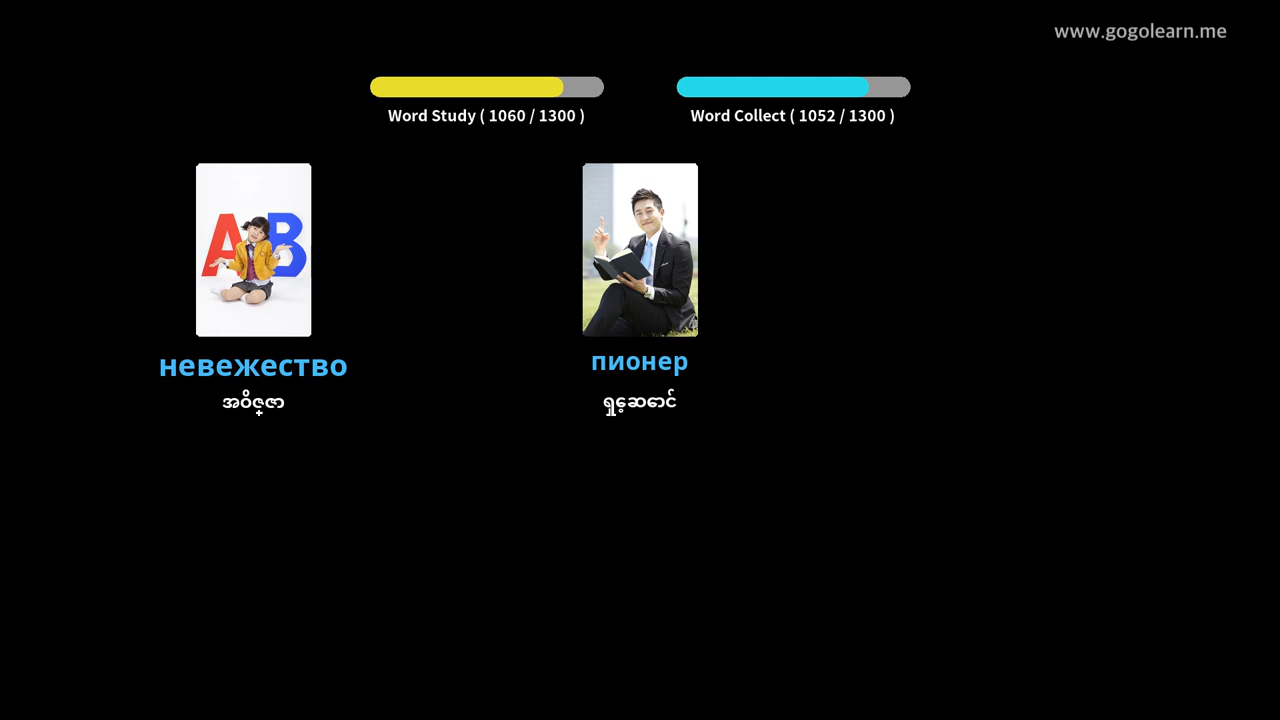 www.gogolearn.me
Word Study ( 1060 / 1300 )
Word Collect ( 1052 / 1300 )
AB
невежество
пионер
အဝိဇ္ဇာ
ရှေ့ဆောင်